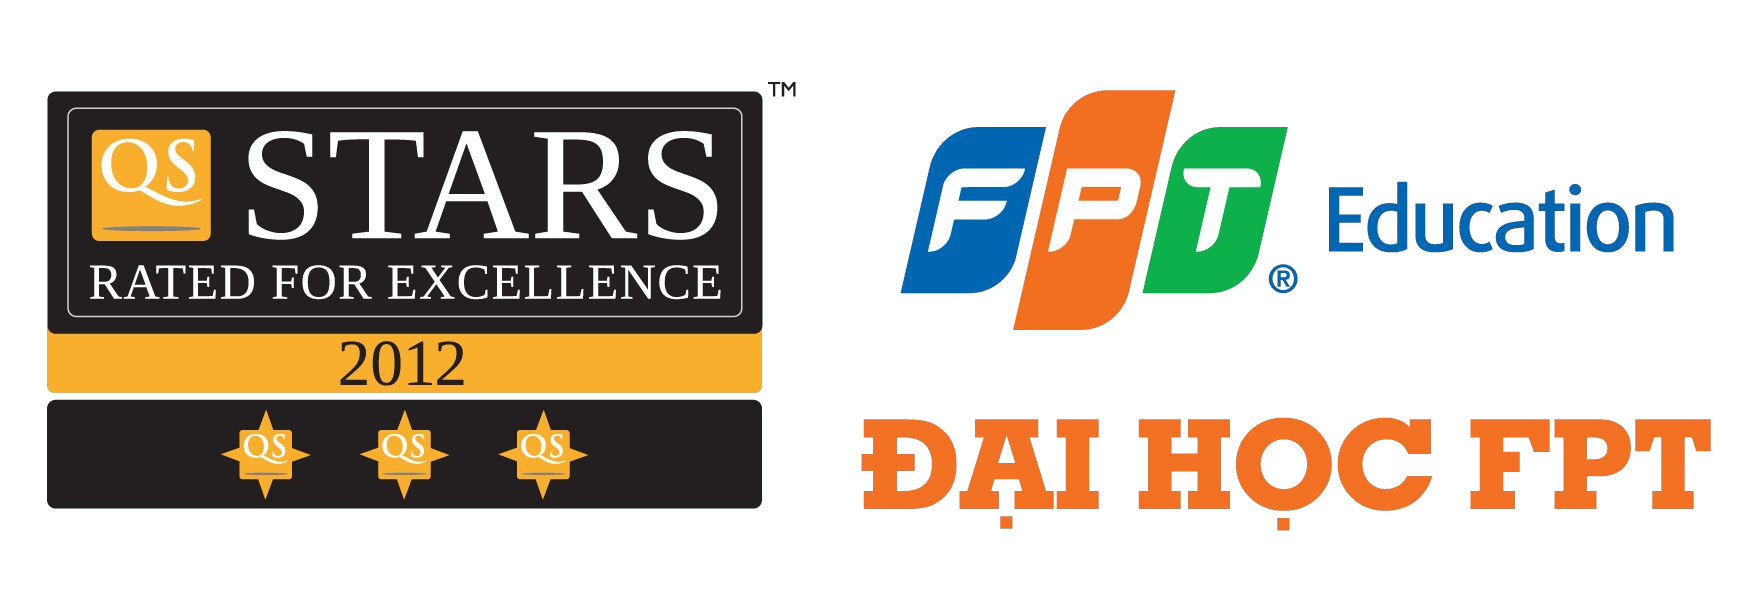 QS STARS
™
RATED FOR EXCELLENCE
2012
QS QS QS
FPT® Education
ĐẠI HỌC FPT